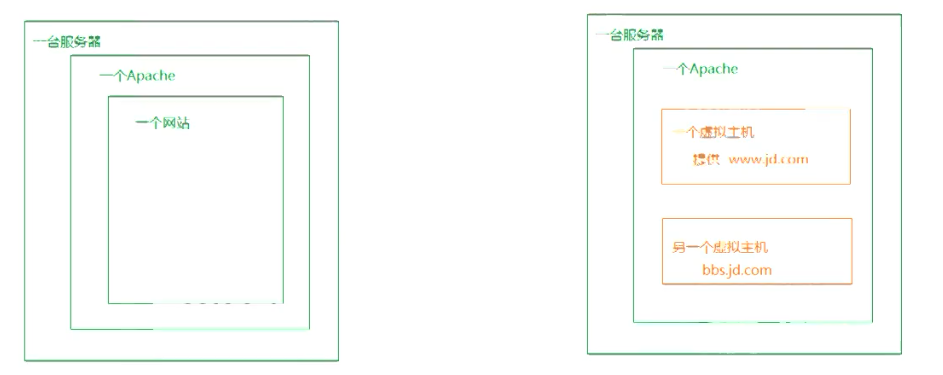 一台服务器
一个Apache
一个网站
一台服务器
一个Apache
一个虚拟主机
提供 www.jd.com
另一个虚拟主机
bbs.jd.com